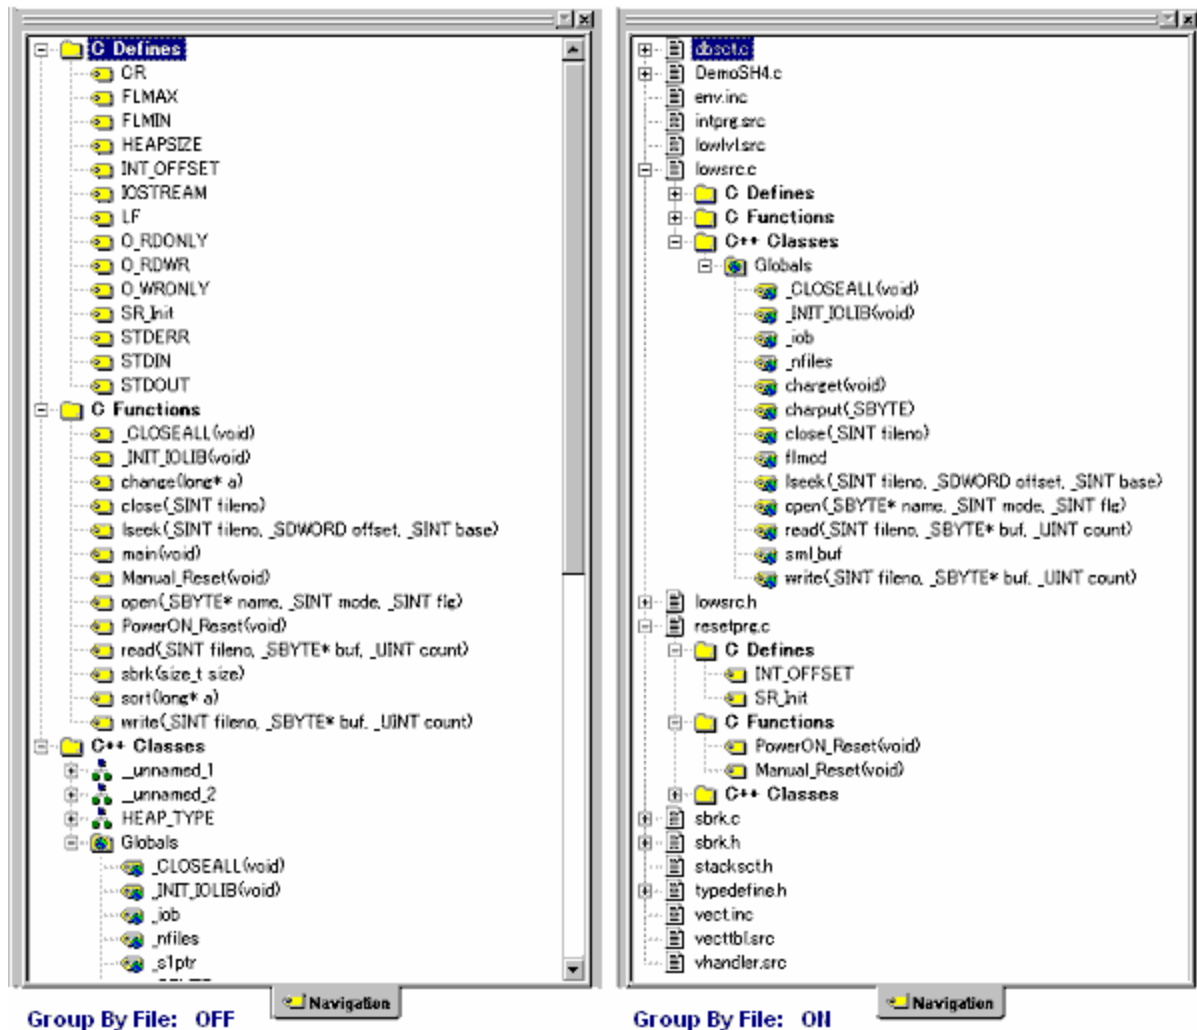 C Defines
CR
FLMAX
FLMIN
HEAPSIZE
INT_OFFSET
IOSTREAM
LF
O_RDONLY
O_RDWR
O_WRONLY
SR_Init
STDERR
STDIN
STDOUT
C Functions
_CLOSEALL(void)
_INIT_IOLIB(void)
change(long* a)
close(_SINT fileno)
lseek(_SINT fileno, _SDWORD offset, _SINT base)
main(void)
Manual_Reset(void)
open(_SBYTE* name, _SINT mode, _SINT flg)
PowerON_Reset(void)
read(_SINT fileno, _SBYTE* buf, _UINT count)
sbrk(size_t size)
sort(long* a)
write(_SINT fileno, _SBYTE* buf, _UINT count)
C++ Classes
__unnamed_1
__unnamed_2
HEAP_TYPE
Globals
_CLOSEALL(void)
_INIT_IOLIB(void)
_iob
_nfiles
_s1ptr
Navigation
Group By File: OFF
dbsct.c
DemoSH4.c
env.inc
intprg.src
lowlvl.src
lowsrc.c
C Defines
C Functions
C++ Classes
Globals
_CLOSEALL(void)
_INIT_IOLIB(void)
_iob
_nfiles
charget(void)
charput(_SBYTE)
close(_SINT fileno)
flmod
lseek(_SINT fileno, _SDWORD offset, _SINT base)
open(_SBYTE* name, _SINT mode, _SINT flg)
read(_SINT fileno, _SBYTE* buf, _UINT count)
sml_buf
write(_SINT fileno, _SBYTE* buf, _UINT count)
lowsrc.h
resetprg.c
C Defines
INT_OFFSET
SR_Init
C Functions
PowerON_Reset(void)
Manual_Reset(void)
C++ Classes
sbrk.c
sbrk.h
stacksct.h
typedefine.h
vect.inc
vecttbl.src
vhandler.src
Navigation
Group By File: ON